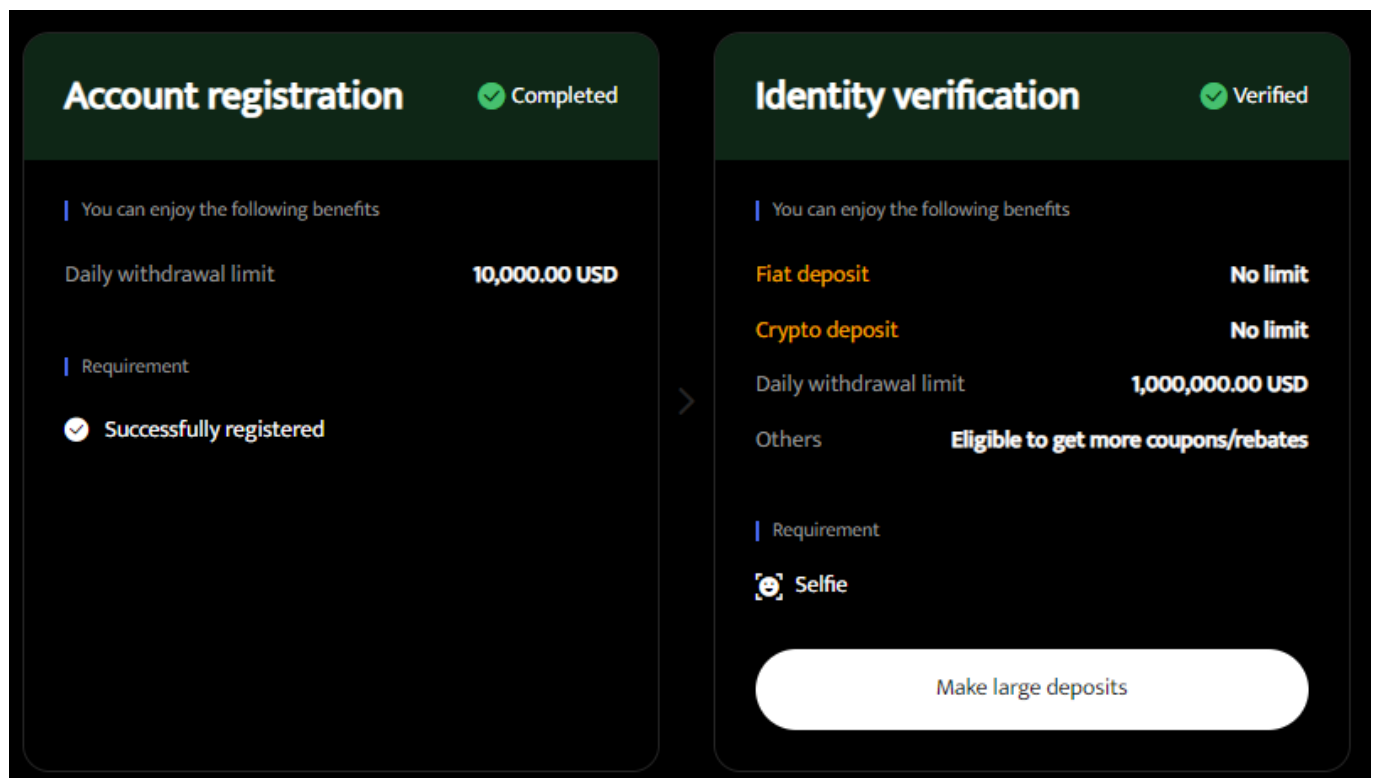 Account registration
Completed
You can enjoy the following benefits
Daily withdrawal limit
10,000.00 USD
Requirement
Successfully registered
Identity verification
Verified
You can enjoy the following benefits
Fiat deposit
No limit
Crypto deposit
No limit
Daily withdrawal limit
1,000,000.00 USD
Others
Eligible to get more coupons/rebates
Requirement
Selfie
Make large deposits